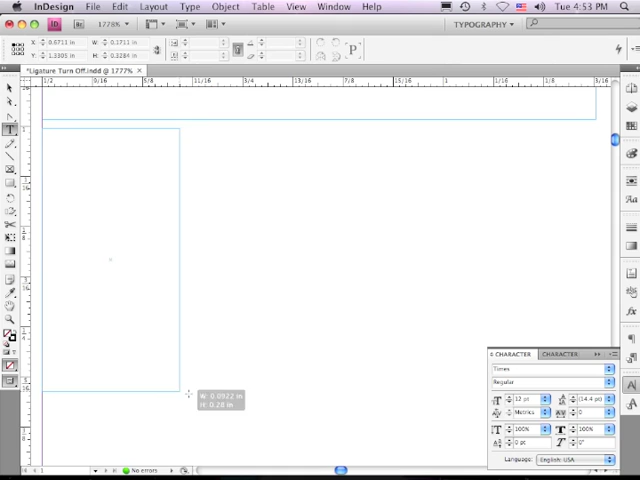 InDesign File Edit Layout Type Object Table View Window Help Tue 4:53 PM
Br 1778% TYPOGRAPHY
X: 0.6711 in W: 0.1711 in
Y: 1.3305 in H: 0.3284 in
*Ligature Turn Off.indd @ 1777%
1/2 5/8 11/16 3/4 13/16 7/8 15/16 1 1/16
W: 0.0922 in
H: 0.28 in
CHARACTER CHARACTER
Times
Regular
12 pt (14.4 pt)
Metrics 0
100% 100%
0 pt 0°
Language: English: USA
1 No errors